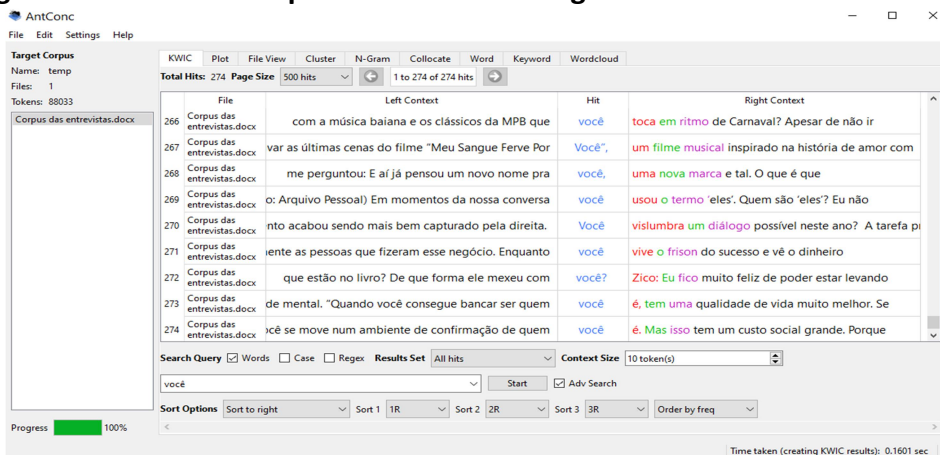 AntConc
File Edit Settings Help
Target Corpus
Name: temp
Files: 1
Tokens: 88033
Corpus das entrevistas.docx
Progress 100%
KWIC Plot File View Cluster N-Gram Collocate Word Keyword Wordcloud
Total Hits: 274 Page Size 500 hits 1 to 274 of 274 hits
File Left Context Hit Right Context
266 Corpus das entrevistas.docx com a música baiana e os clássicos da MPB que você toca em ritmo de Carnaval? Apesar de não ir
267 Corpus das entrevistas.docx var as últimas cenas do filme "Meu Sangue Ferve Por Você", um filme musical inspirado na história de amor com
268 Corpus das entrevistas.docx me perguntou: E aí já pensou um novo nome pra você, uma nova marca e tal. O que é que
269 Corpus das entrevistas.docx o: Arquivo Pessoal) Em momentos da nossa conversa você usou o termo 'eles'. Quem são 'eles'? Eu não
270 Corpus das entrevistas.docx nto acabou sendo mais bem capturado pela direita. Você vislumbra um diálogo possível neste ano? A tarefa
271 Corpus das entrevistas.docx ente as pessoas que fizeram esse negócio. Enquanto você vive o frison do sucesso e vê o dinheiro
272 Corpus das entrevistas.docx que estão no livro? De que forma ele mexeu com você? Zico: Eu fico muito feliz de poder estar levando
273 Corpus das entrevistas.docx de mental. "Quando você consegue bancar ser quem você é, tem uma qualidade de vida muito melhor. Se
274 Corpus das entrevistas.docx cê se move num ambiente de confirmação de quem você é. Mas isso tem um custo social grande. Porque
Search Query Words Case Regex Results Set All hits Context Size 10 token(s)
você Start Adv Search
Sort Options Sort to right Sort 1 1R Sort 2 2R Sort 3 3R Order by freq
Time taken (creating KWIC results): 0.1601 sec